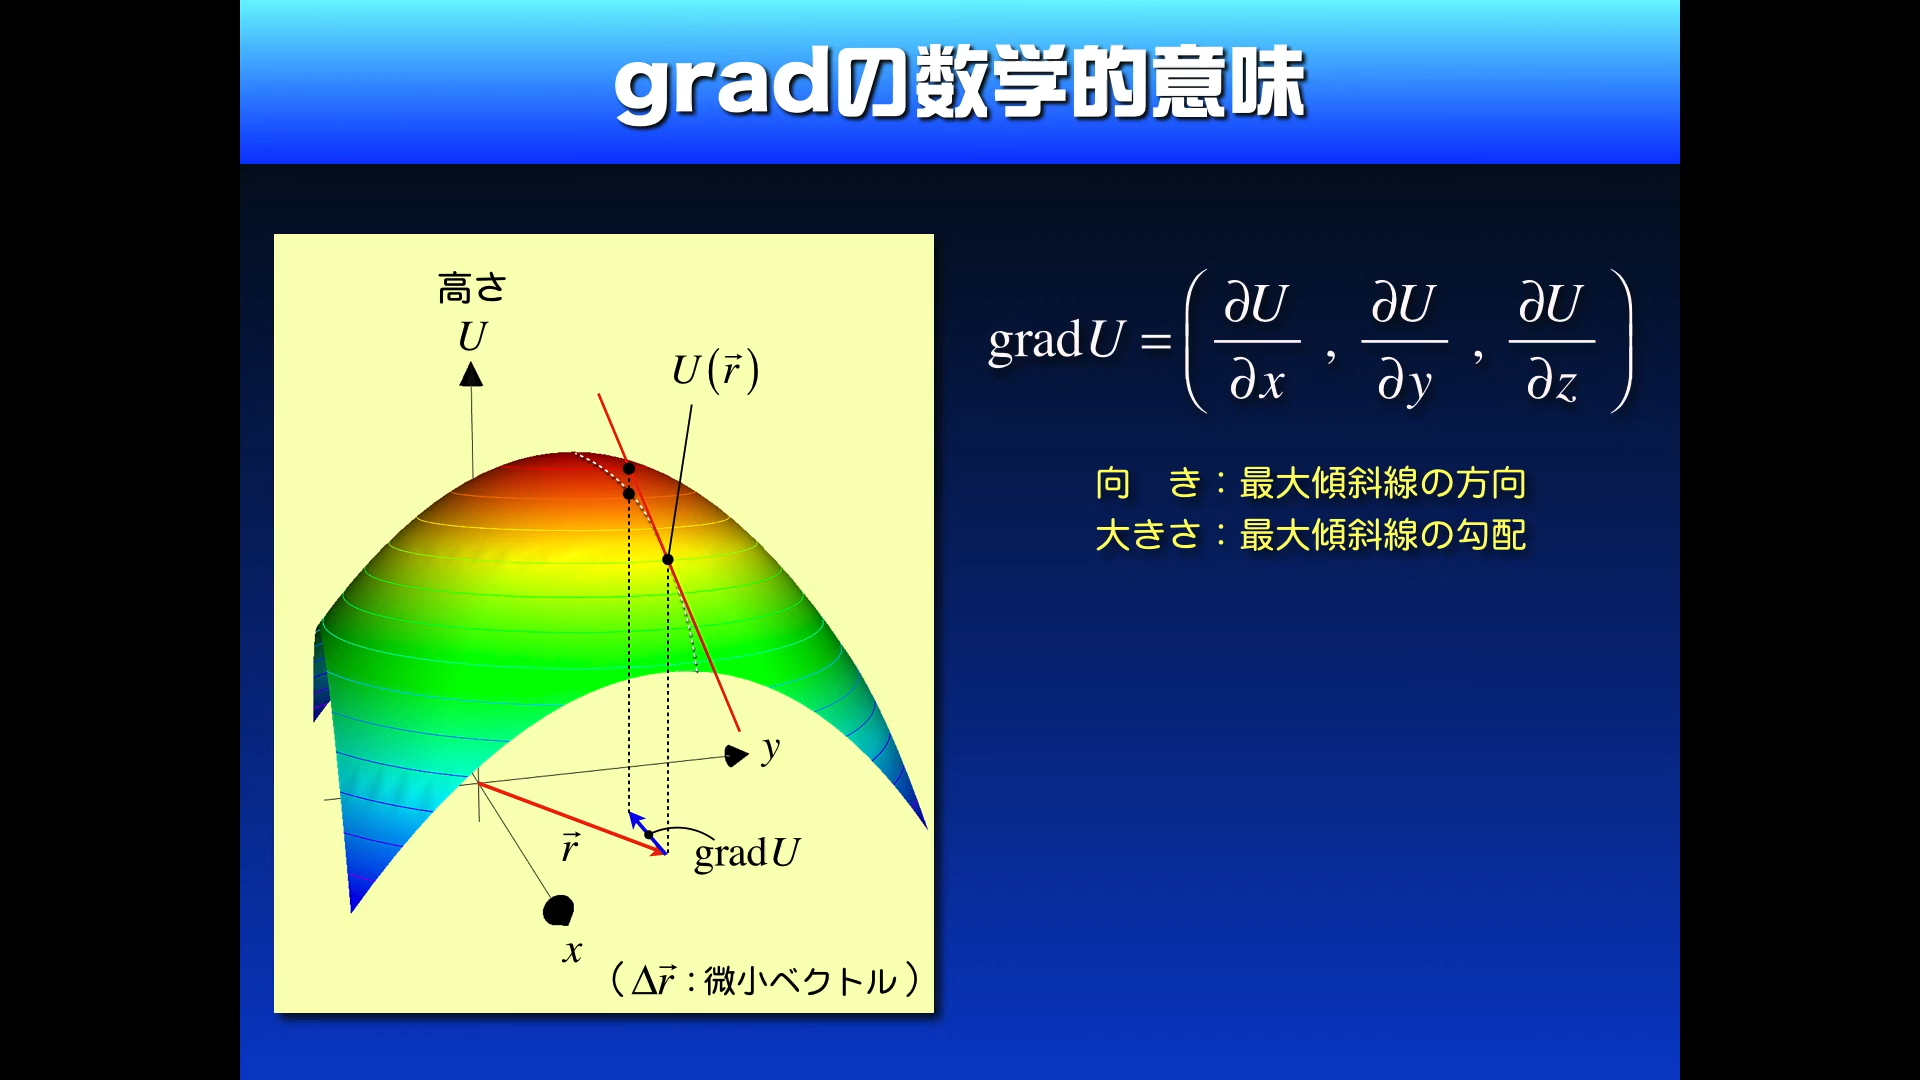 gradの数学的意味
高さ
U
U(r⃗)
y
r⃗
gradU
x
（Δr⃗：微小ベクトル）
gradU = (∂U/∂x , ∂U/∂y , ∂U/∂z)
向　き：最大傾斜線の方向
大きさ：最大傾斜線の勾配